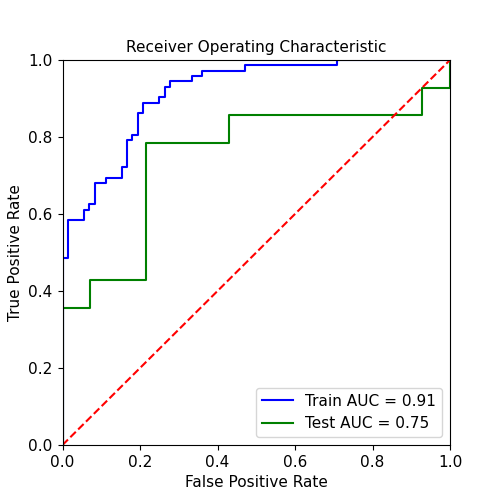 Receiver Operating Characteristic
1.0
0.8
0.6
0.4
0.2
0.0
True Positive Rate
Train AUC = 0.91
Test AUC = 0.75
0.0 0.2 0.4 0.6 0.8 1.0
False Positive Rate